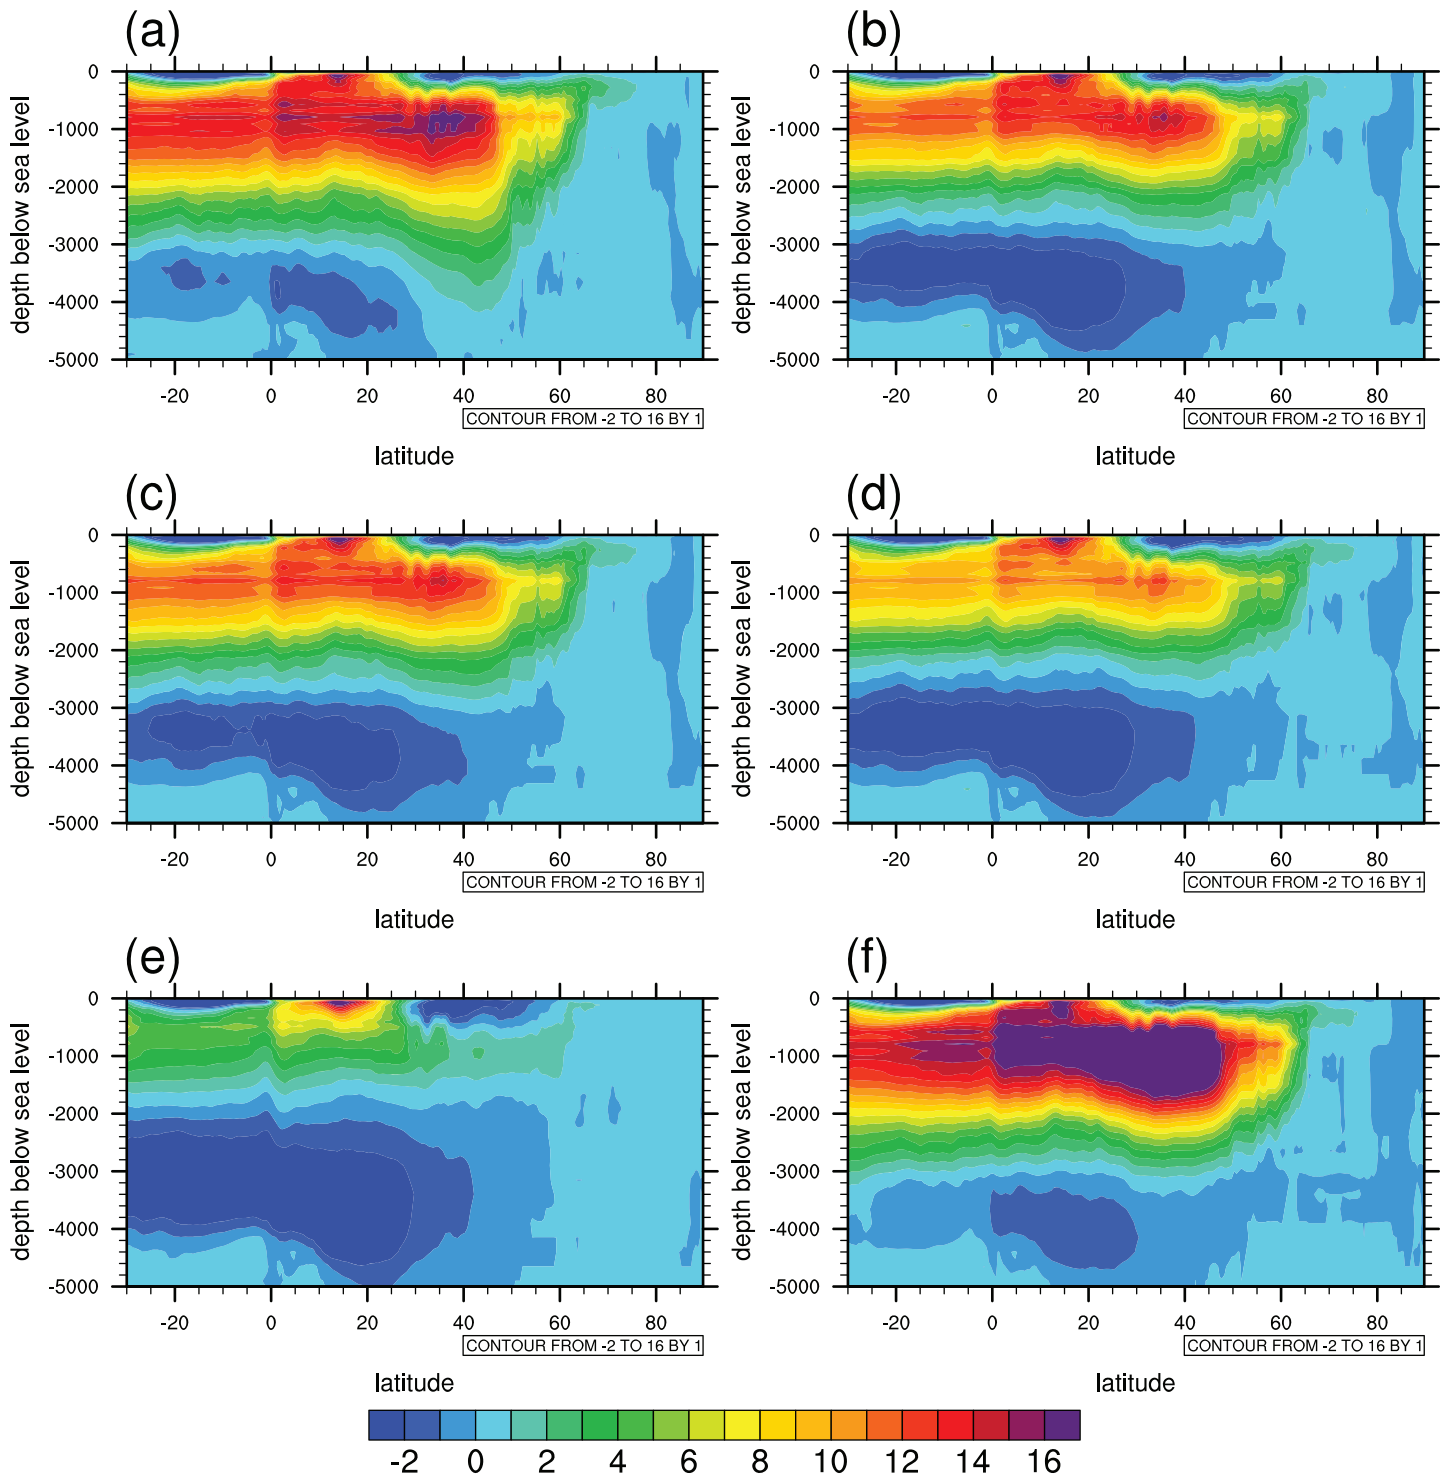 (a) (b)
0 0
-1000 -1000
-2000 -2000
-3000 -3000
-4000 -4000
-5000 -5000
depth below sea level depth below sea level
-20 0 20 40 60 80 -20 0 20 40 60 80
CONTOUR FROM -2 TO 16 BY 1 CONTOUR FROM -2 TO 16 BY 1
latitude latitude
(c) (d)
0 0
-1000 -1000
-2000 -2000
-3000 -3000
-4000 -4000
-5000 -5000
depth below sea level depth below sea level
-20 0 20 40 60 80 -20 0 20 40 60 80
CONTOUR FROM -2 TO 16 BY 1 CONTOUR FROM -2 TO 16 BY 1
latitude latitude
(e) (f)
0 0
-1000 -1000
-2000 -2000
-3000 -3000
-4000 -4000
-5000 -5000
depth below sea level depth below sea level
-20 0 20 40 60 80 -20 0 20 40 60 80
CONTOUR FROM -2 TO 16 BY 1 CONTOUR FROM -2 TO 16 BY 1
latitude latitude
-2 0 2 4 6 8 10 12 14 16